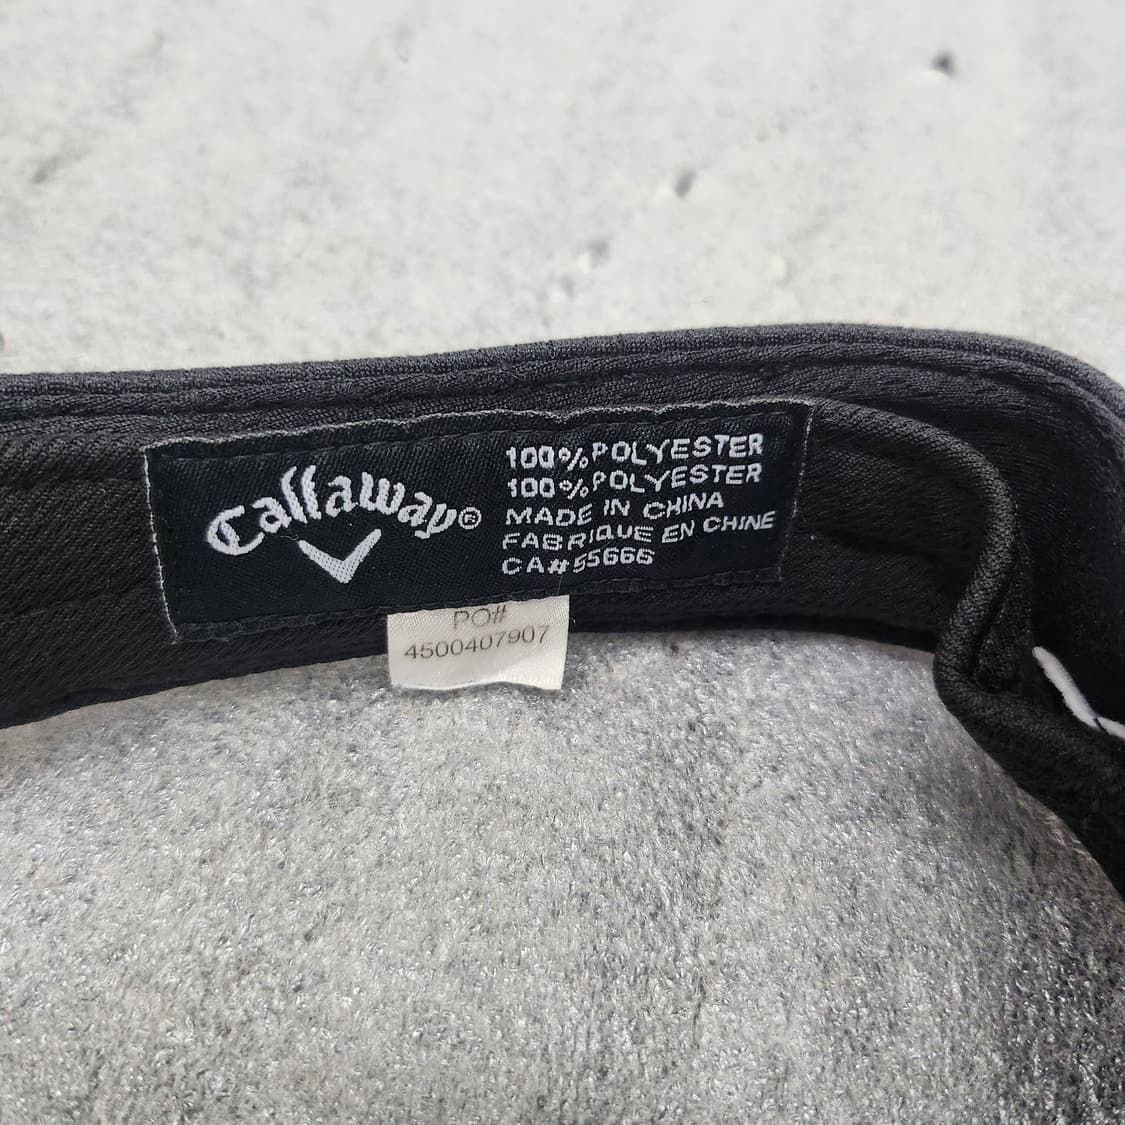 Callaway®
100%POLYESTER
100%POLYESTER
MADE IN CHINA
FABRIQUE EN CHINE
CA#55666
PO#
4500407907